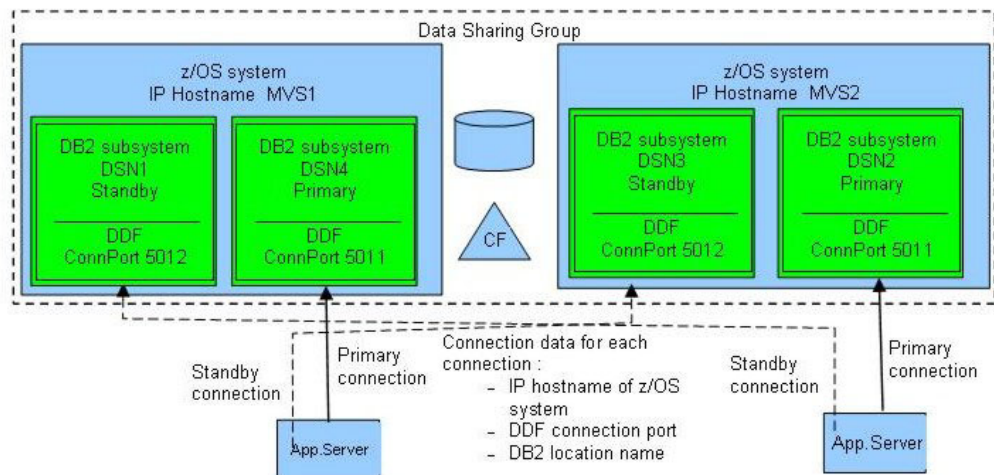 Data Sharing Group
z/OS system
IP Hostname MVS1
DB2 subsystem
DSN1
Standby
DDF
ConnPort 5012
DB2 subsystem
DSN4
Primary
DDF
ConnPort 5011
CF
z/OS system
IP Hostname MVS2
DB2 subsystem
DSN3
Standby
DDF
ConnPort 5012
DB2 subsystem
DSN2
Primary
DDF
ConnPort 5011
Standby
connection
Primary
connection
Connection data for each
connection :
– IP hostname of z/OS
system
– DDF connection port
– DB2 location name
Standby
connection
Primary
connection
App.Server
App.Server